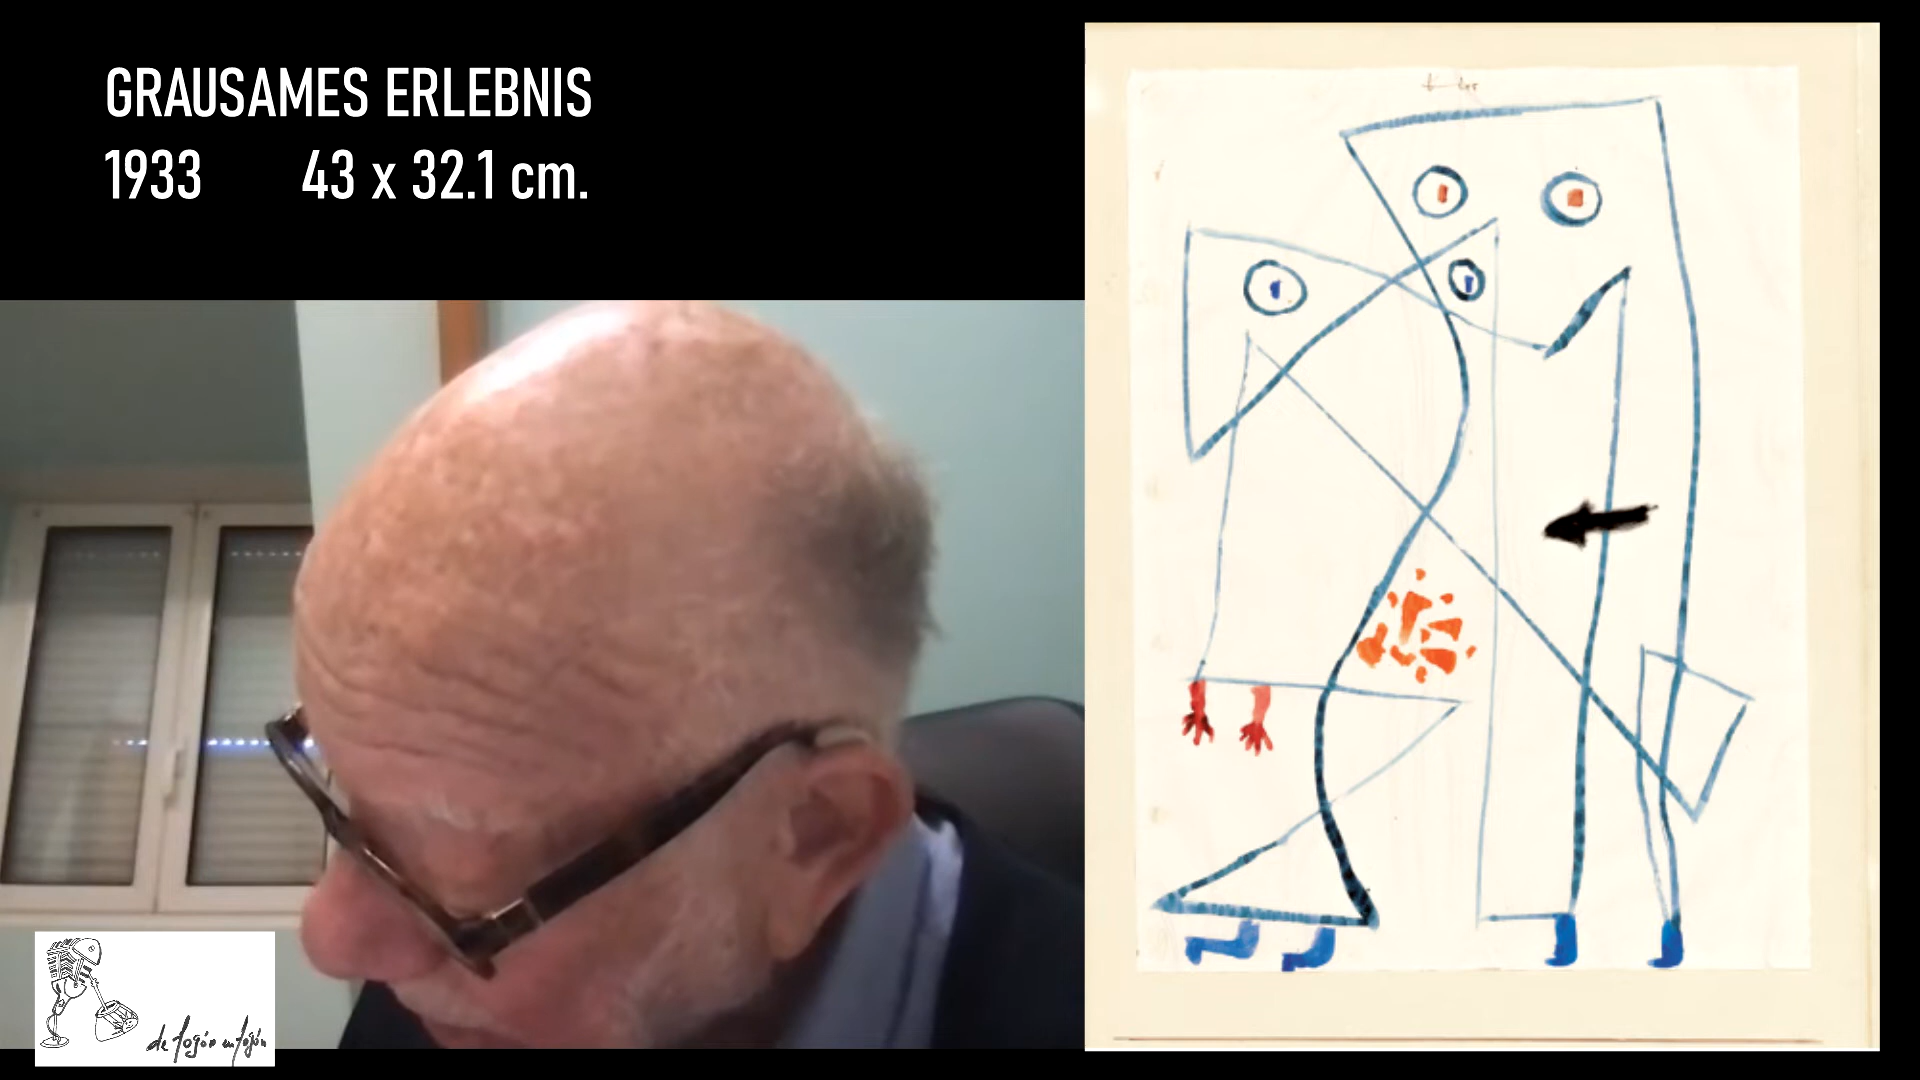 GRAUSAMES ERLEBNIS
1933 43 x 32.1 cm.
de fogón en fogón